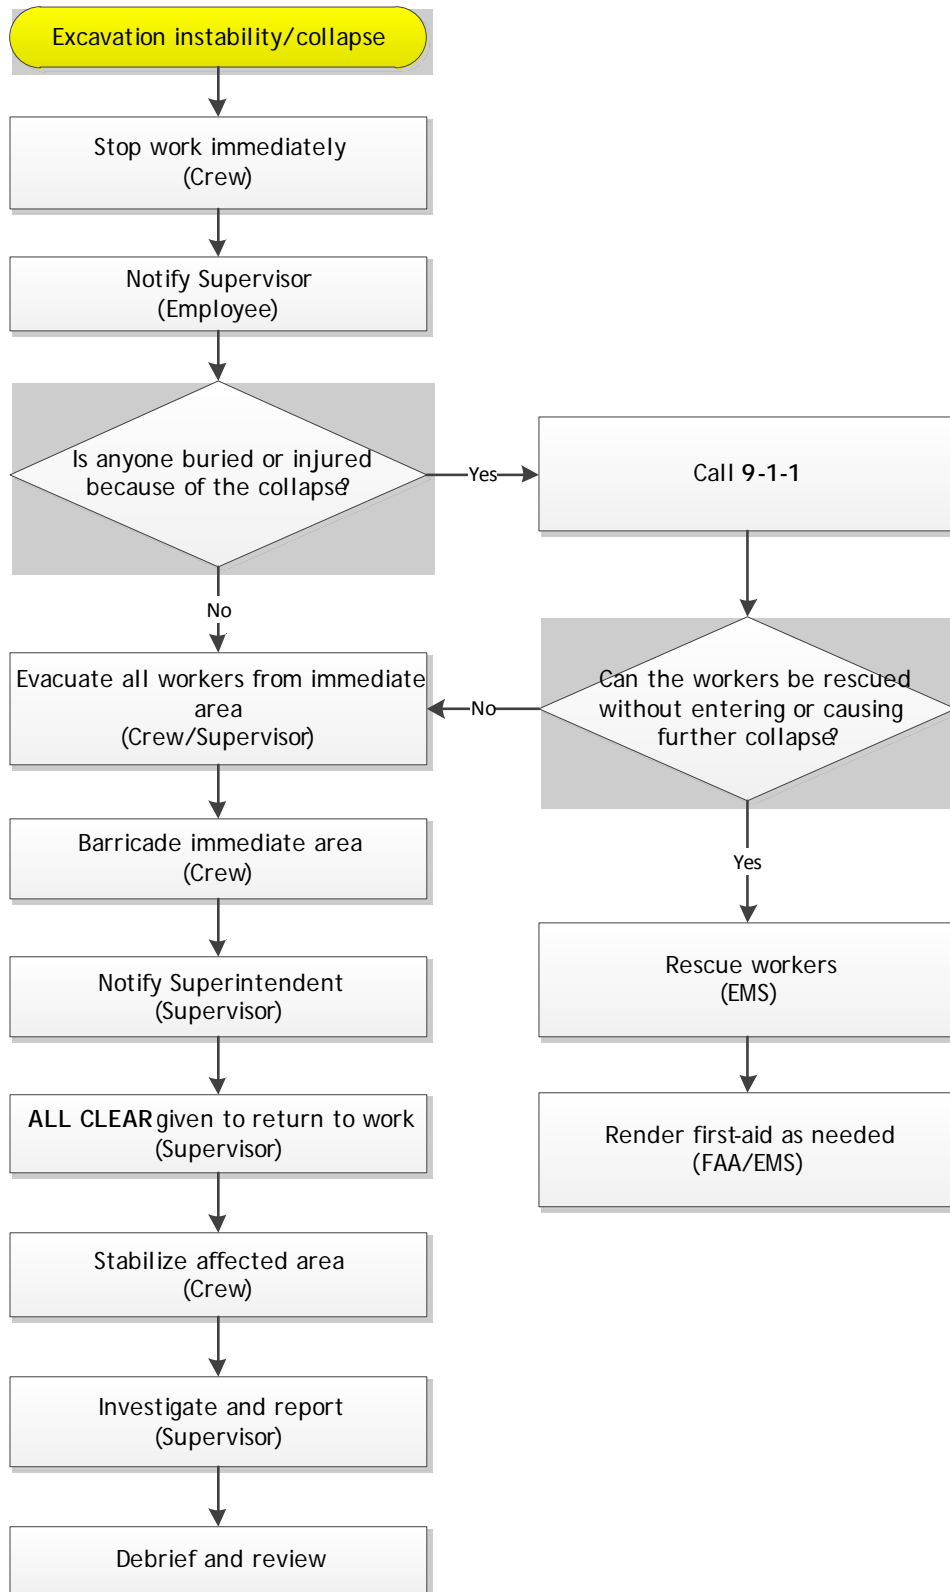 Excavation instability/collapse
Stop work immediately
(Crew)
Notify Supervisor
(Employee)
Is anyone buried or injured
because of the collapse?
Yes
Call 9-1-1
No
Evacuate all workers from immediate
area
(Crew/Supervisor)
Can the workers be rescued
without entering or causing
further collapse?
No
Yes
Barricade immediate area
(Crew)
Notify Superintendent
(Supervisor)
Rescue workers
(EMS)
ALL CLEAR given to return to work
(Supervisor)
Render first-aid as needed
(FAA/EMS)
Stabilize affected area
(Crew)
Investigate and report
(Supervisor)
Debrief and review